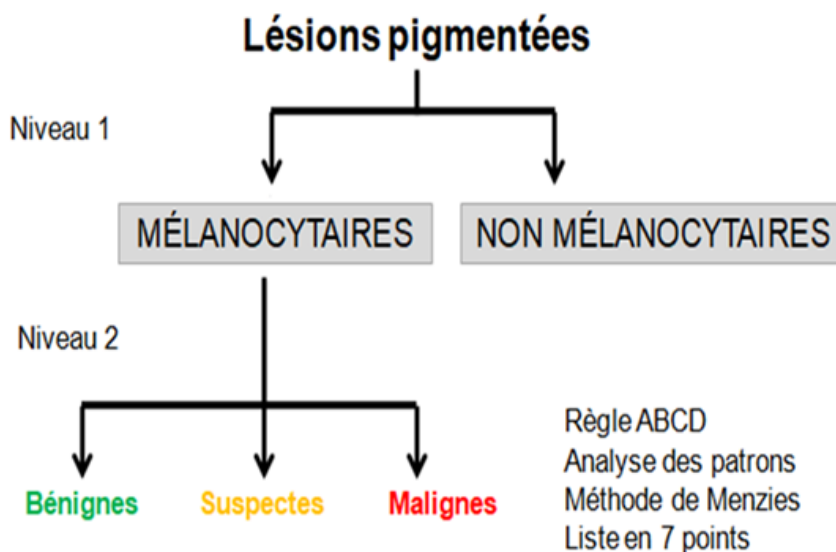 Lésions pigmentées
Niveau 1
MÉLANOCYTAIRES
NON MÉLANOCYTAIRES
Niveau 2
Bénignes
Suspectes
Malignes
Règle ABCD
Analyse des patrons
Méthode de Menzies
Liste en 7 points